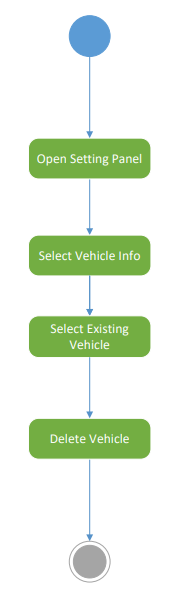 Open Setting Panel
Select Vehicle Info
Select Existing
Vehicle
Delete Vehicle